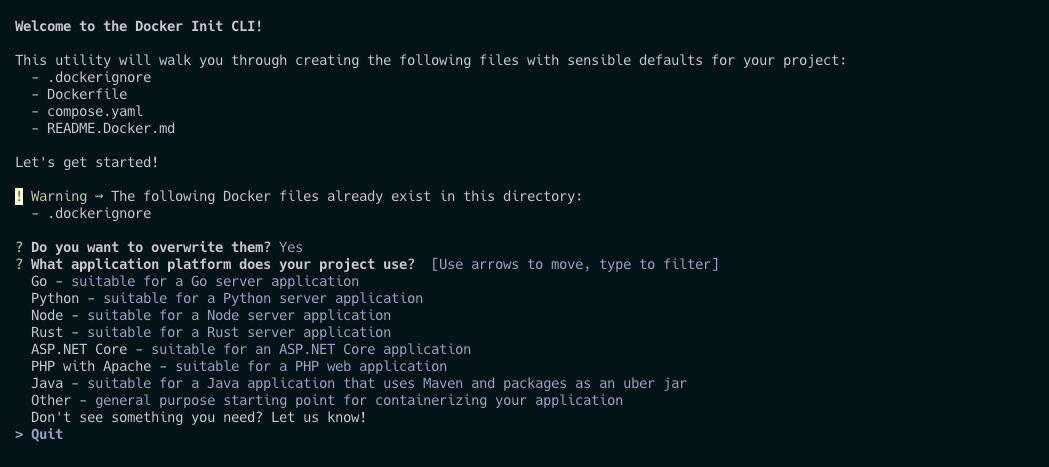 Welcome to the Docker Init CLI!
This utility will walk you through creating the following files with sensible defaults for your project:
- .dockerignore
- Dockerfile
- compose.yaml
- README.Docker.md
Let's get started!
! Warning → The following Docker files already exist in this directory:
- .dockerignore
? Do you want to overwrite them? Yes
? What application platform does your project use?  [Use arrows to move, type to filter]
Go - suitable for a Go server application
Python - suitable for a Python server application
Node - suitable for a Node server application
Rust - suitable for a Rust server application
ASP.NET Core - suitable for an ASP.NET Core application
PHP with Apache - suitable for a PHP web application
Java - suitable for a Java application that uses Maven and packages as an uber jar
Other - general purpose starting point for containerizing your application
Don't see something you need? Let us know!
> Quit